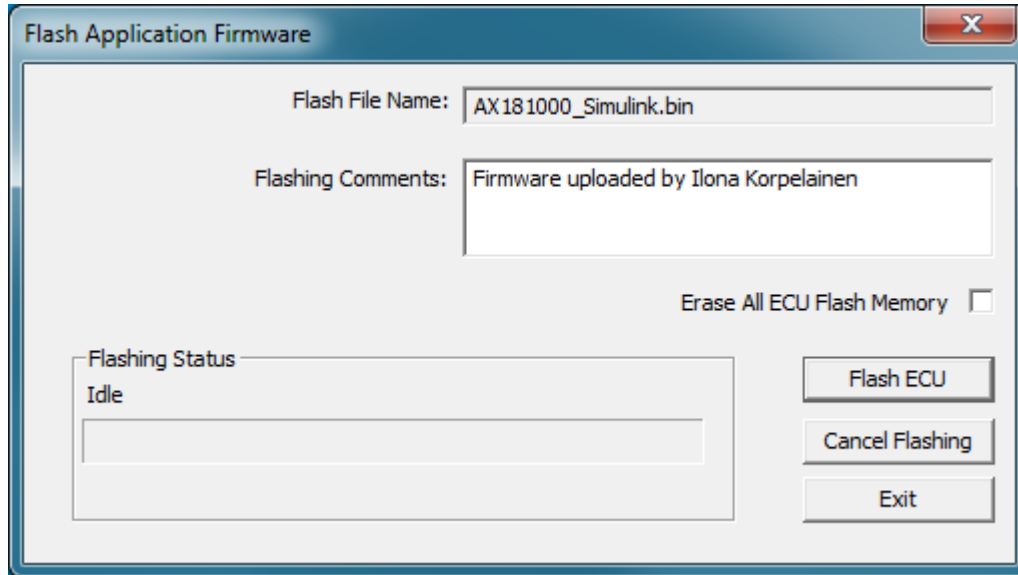 Flash Application Firmware
Flash File Name: AX181000_Simulink.bin
Flashing Comments: Firmware uploaded by Ilona Korpelainen
Erase All ECU Flash Memory
Flashing Status
Idle
Flash ECU
Cancel Flashing
Exit